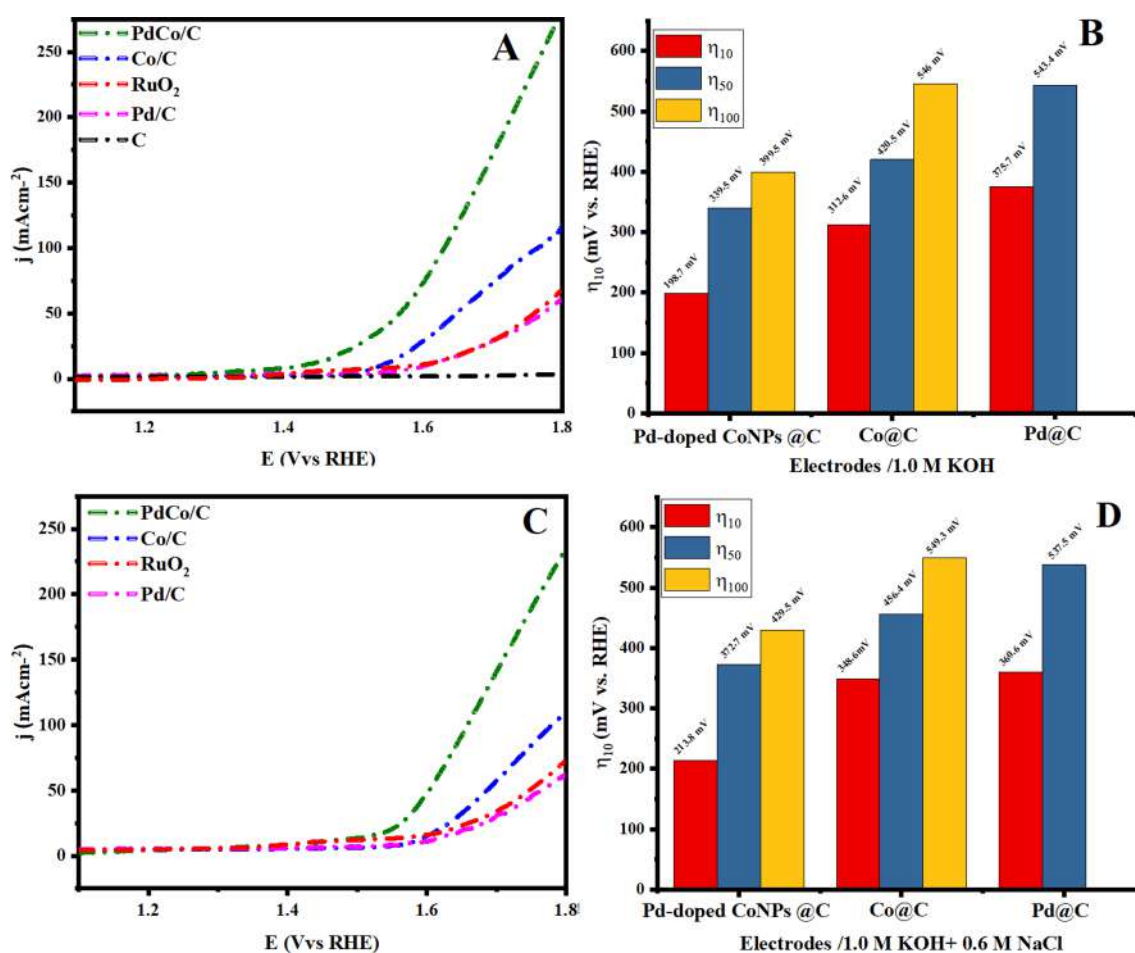 A
PdCo/C
Co/C
RuO₂
Pd/C
C
j (mAcm-²)
250
200
150
100
50
0
1.2
1.4
1.6
1.8
E (Vvs RHE)
B
η₁₀
η₅₀
η₁₀₀
η₁₀ (mV vs. RHE)
600
500
400
300
200
100
0
198.7 mV
339.5 mV
399.5 mV
312.6 mV
420.5 mV
546 mV
375.7 mV
543.4 mV
Pd-doped CoNPs @C
Co@C
Pd@C
Electrodes /1.0 M KOH
C
PdCo/C
Co/C
RuO₂
Pd/C
j (mAcm-²)
250
200
150
100
50
0
1.2
1.4
1.6
1.8
E (Vvs RHE)
D
η₁₀
η₅₀
η₁₀₀
η₁₀ (mV vs. RHE)
600
500
400
300
200
100
0
213.8 mV
372.7 mV
429.5 mV
348.6mV
456.4 mV
549.3 mV
360.6 mV
537.5 mV
Pd-doped CoNPs @C
Co@C
Pd@C
Electrodes /1.0 M KOH+ 0.6 M NaCl